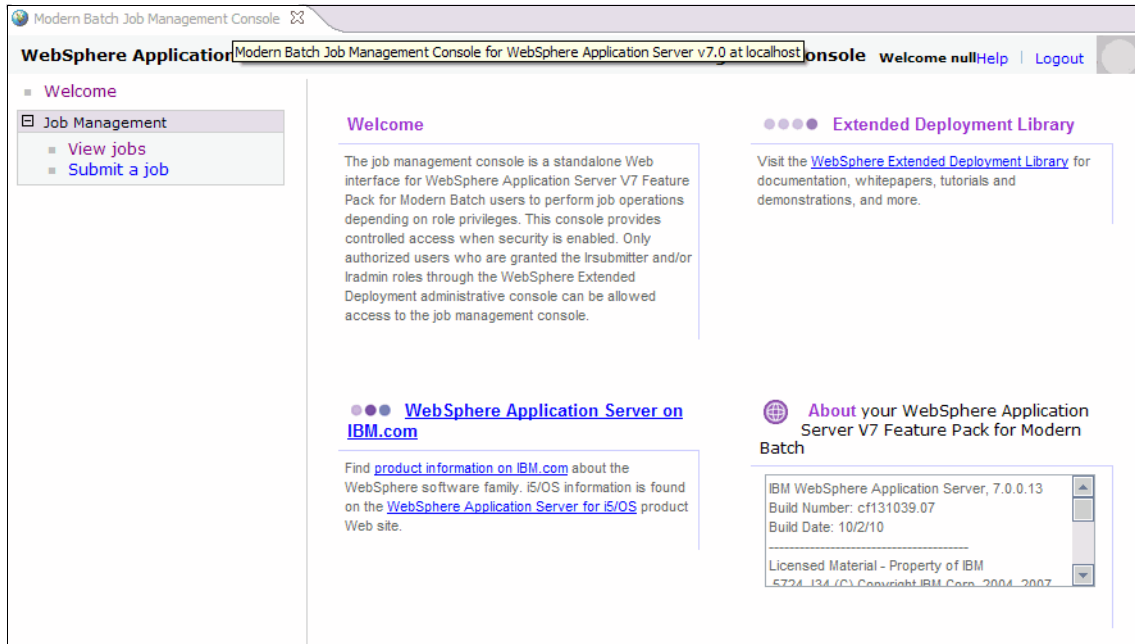 Modern Batch Job Management Console
WebSphere Application
Modern Batch Job Management Console for WebSphere Application Server v7.0 at localhost
onsole Welcome nullHelp | Logout
Welcome
Job Management
View jobs
Submit a job
Welcome
The job management console is a standalone Web
interface for WebSphere Application Server V7 Feature
Pack for Modern Batch users to perform job operations
depending on role privileges. This console provides
controlled access when security is enabled. Only
authorized users who are granted the lrsubmitter and/or
lradmin roles through the WebSphere Extended
Deployment administrative console can be allowed
access to the job management console.
Extended Deployment Library
Visit the WebSphere Extended Deployment Library for
documentation, whitepapers, tutorials and
demonstrations, and more.
WebSphere Application Server on
IBM.com
Find product information on IBM.com about the
WebSphere software family. i5/OS information is found
on the WebSphere Application Server for i5/OS product
Web site.
About your WebSphere Application
Server V7 Feature Pack for Modern
Batch
IBM WebSphere Application Server, 7.0.0.13
Build Number: cf131039.07
Build Date: 10/2/10
---------------------------------------
Licensed Material - Property of IBM
5724-J34 (C) Copyright IBM Corp. 2004, 2007